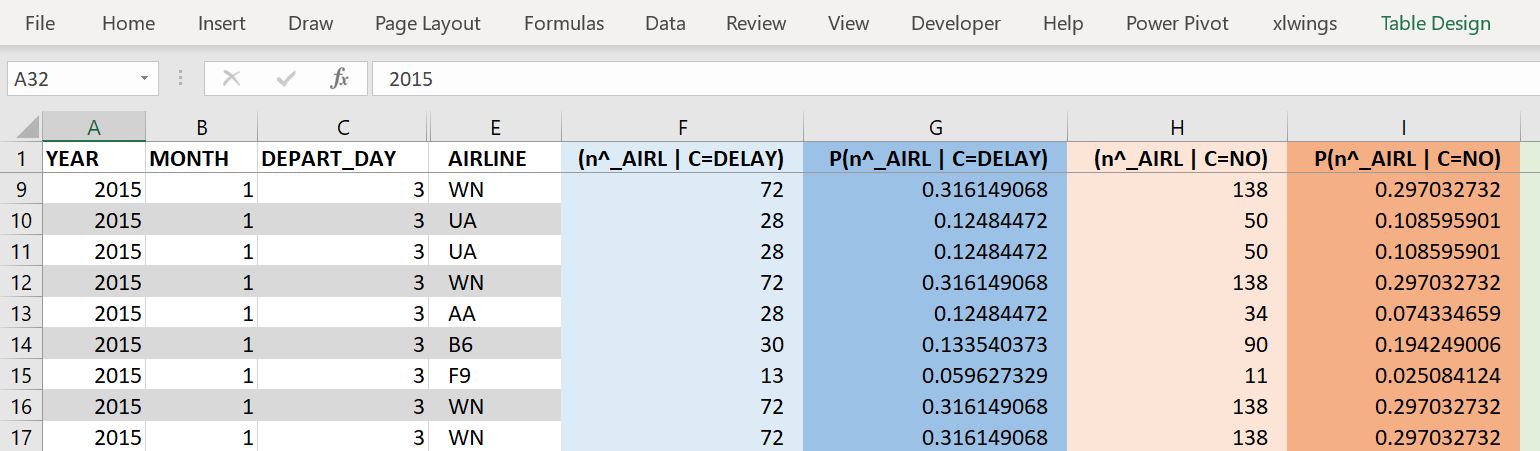 File Home Insert Draw Page Layout Formulas Data Review View Developer Help Power Pivot xlwings Table Design
A32 fx 2015
A B C E F G H I
1 YEAR MONTH DEPART_DAY AIRLINE (n^_AIRL | C=DELAY) P(n^_AIRL | C=DELAY) (n^_AIRL | C=NO) P(n^_AIRL | C=NO)
9 2015 1 3 WN 72 0.316149068 138 0.297032732
10 2015 1 3 UA 28 0.12484472 50 0.108595901
11 2015 1 3 UA 28 0.12484472 50 0.108595901
12 2015 1 3 WN 72 0.316149068 138 0.297032732
13 2015 1 3 AA 28 0.12484472 34 0.074334659
14 2015 1 3 B6 30 0.133540373 90 0.194249006
15 2015 1 3 F9 13 0.059627329 11 0.025084124
16 2015 1 3 WN 72 0.316149068 138 0.297032732
17 2015 1 3 WN 72 0.316149068 138 0.297032732